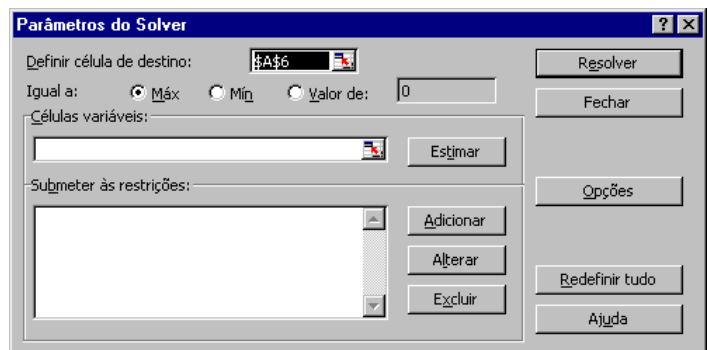 Parâmetros do Solver
Definir célula de destino: $A$6 Resolver
Igual a: Máx Mín Valor de: 0 Fechar
Células variáveis:
Estimar
Submeter às restrições:
Opções
Adicionar
Alterar
Redefinir tudo
Excluir
Ajuda